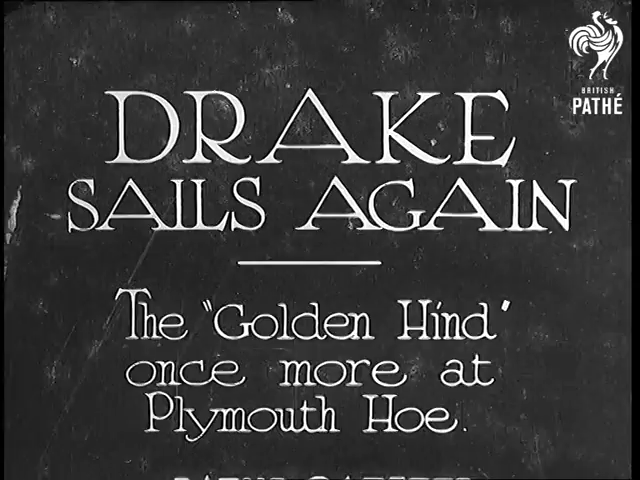 BRITISH
PATHÉ
DRAKE
SAILS AGAIN
The "Golden Hind"
once more at
Plymouth Hoe.